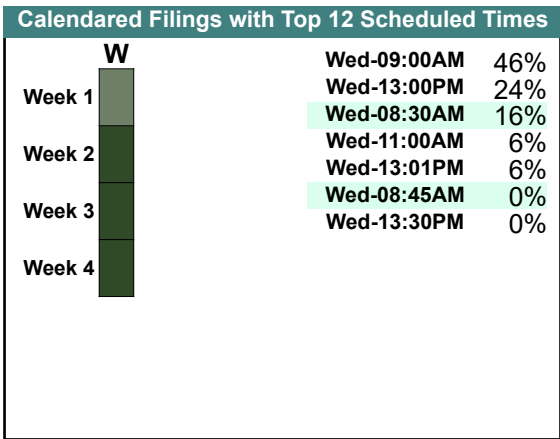 Calendared Filings with Top 12 Scheduled Times
W
Week 1
Week 2
Week 3
Week 4
Wed-09:00AM 46%
Wed-13:00PM 24%
Wed-08:30AM 16%
Wed-11:00AM 6%
Wed-13:01PM 6%
Wed-08:45AM 0%
Wed-13:30PM 0%